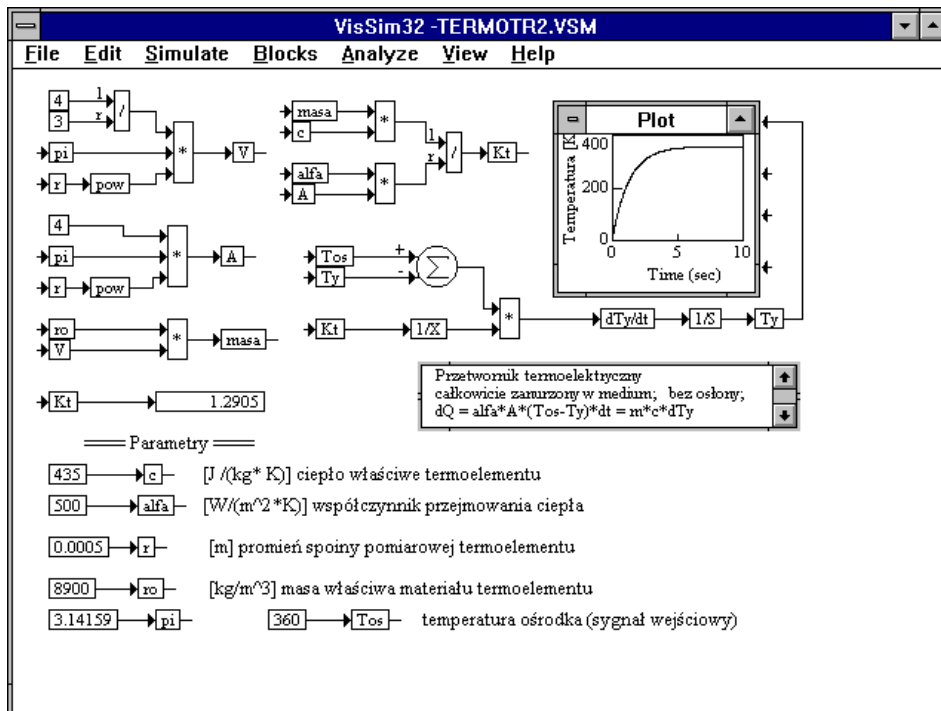 VisSim32 -TERMOTR2.VSM
File Edit Simulate Blocks Analyze View Help
4
3
l
r
/
pi
r
pow
*
V
masa
c
*
alfa
A
*
l
r
/
Kt
Plot
Temperatura [K
400
200
0
0
5
10
Time (sec)
4
pi
r
pow
*
A
Tos
Ty
+
-
Σ
Kt
1/X
*
dTy/dt
1/S
Ty
ro
V
*
masa
Kt
1.2905
Przetwornik termoelektryczny
całkowicie zanurzony w medium; bez osłony;
dQ = alfa*A*(Tos-Ty)*dt = m*c*dTy
Parametry
435 c [J /(kg* K)] ciepło właściwe termoelementu
500 alfa [W/(m^2 *K)] współczynnik przejmowania ciepła
0.0005 r [m] promień spoiny pomiarowej termoelementu
8900 ro [kg/m^3] masa właściwa materiału termoelementu
3.14159 pi 360 Tos temperatura ośrodka (sygnał wejściowy)